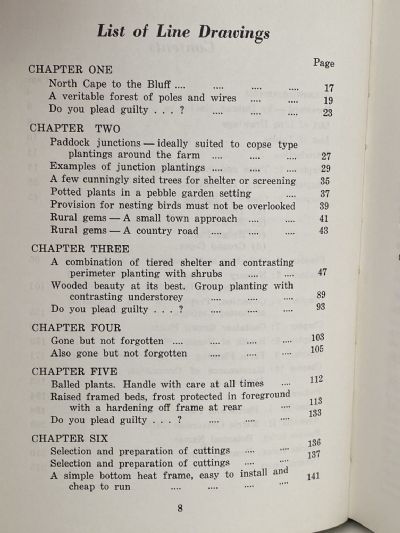 List of Line Drawings
Page
CHAPTER ONE
North Cape to the Bluff .... .... .... .... 17
A veritable forest of poles and wires .... .... 19
Do you plead guilty . . . ? .... .... .... 23
CHAPTER TWO
Paddock junctions — ideally suited to copse type
plantings around the farm .... .... .... 27
Examples of junction plantings .... .... .... 29
A few cunningly sited trees for shelter or screening 35
Potted plants in a pebble garden setting .... 37
Provision for nesting birds must not be overlooked 39
Rural gems — A small town approach .... .... 41
Rural gems — A country road .... .... .... 43
CHAPTER THREE
A combination of tiered shelter and contrasting
perimeter planting with shrubs .... .... 47
Wooded beauty at its best. Group planting with
contrasting understorey .... .... .... 89
Do you plead guilty . . . ? .... .... .... 93
CHAPTER FOUR
Gone but not forgotten .... .... .... .... 103
Also gone but not forgotten .... .... .... 105
CHAPTER FIVE
Balled plants. Handle with care at all times .... 112
Raised framed beds, frost protected in foreground
with a hardening off frame at rear .... 113
Do you plead guilty . . . ? .... .... .... 133
CHAPTER SIX
Selection and preparation of cuttings .... .... 136
Selection and preparation of cuttings .... .... 137
A simple bottom heat frame, easy to install and
cheap to run .... .... .... .... 141
8